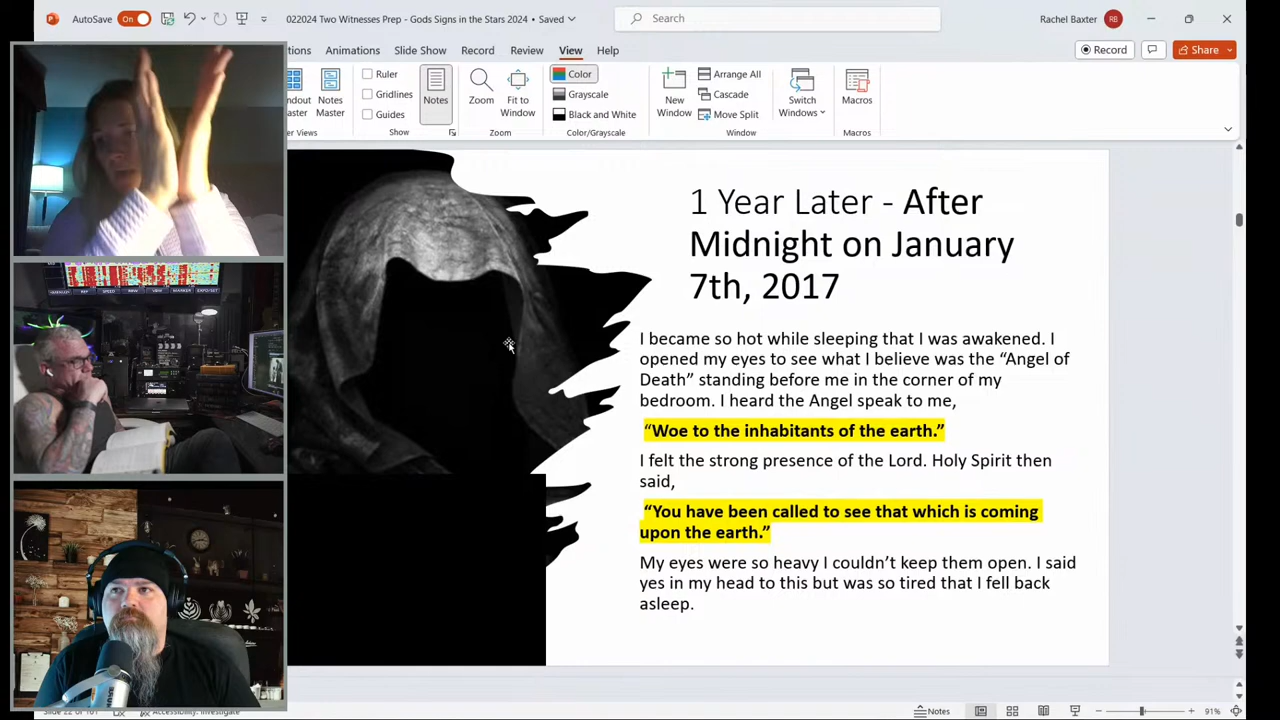 AutoSave
On
022024 Two Witnesses Prep - Gods Signs in the Stars 2024 • Saved
Search
Rachel Baxter
RB
Animations
Slide Show
Record
Review
View
Help
Record
Share
Notes
Master
Ruler
Gridlines
Guides
Show
Notes
Zoom
Fit to
Window
Zoom
Color
Grayscale
Black and White
Color/Grayscale
New
Window
Arrange All
Cascade
Move Split
Window
Switch
Windows
Macros
Macros
1 Year Later - After
Midnight on January
7th, 2017
I became so hot while sleeping that I was awakened. I
opened my eyes to see what I believe was the “Angel of
Death” standing before me in the corner of my
bedroom. I heard the Angel speak to me,
“Woe to the inhabitants of the earth.”
I felt the strong presence of the Lord. Holy Spirit then
said,
“You have been called to see that which is coming
upon the earth.”
My eyes were so heavy I couldn’t keep them open. I said
yes in my head to this but was so tired that I fell back
asleep.
Notes
91%